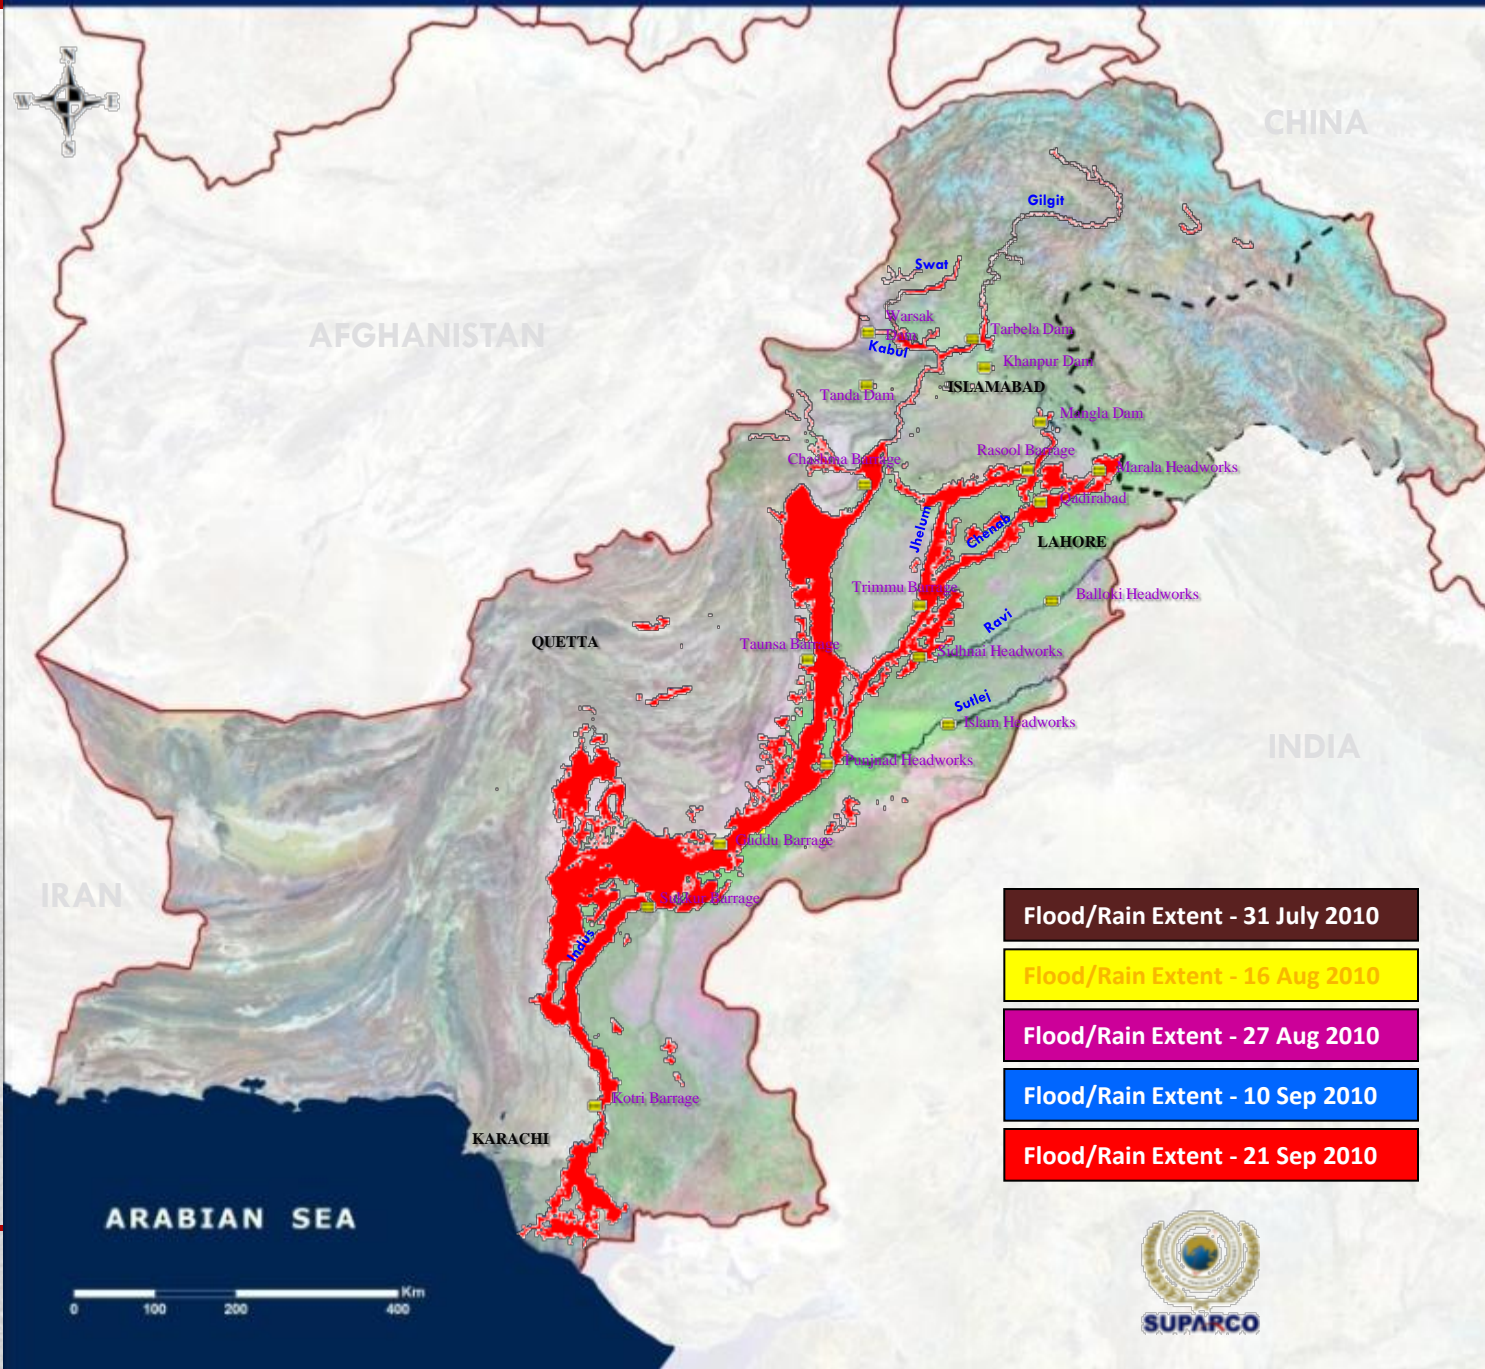 N
W E
S
CHINA
Gilgit
Swat
Warsak
Dam
Kabul
Tarbela Dam
Khanpur Dam
AFGHANISTAN
ISLAMABAD
Tanda Dam
Mangla Dam
Rasool Barrage
Chashma Barrage
Marala Headworks
Qadirabad
Jhelum
Chenab
LAHORE
Trimmu Barrage
Balloki Headworks
Ravi
QUETTA
Taunsa Barrage
Sidhnai Headworks
Sutlej
Islam Headworks
INDIA
Punjnad Headworks
Guddu Barrage
IRAN
Sukkur Barrage
Indus
Flood/Rain Extent - 31 July 2010
Flood/Rain Extent - 16 Aug 2010
Flood/Rain Extent - 27 Aug 2010
Flood/Rain Extent - 10 Sep 2010
Flood/Rain Extent - 21 Sep 2010
Kotri Barrage
KARACHI
ARABIAN SEA
Km
0 100 200 400
SUPARCO